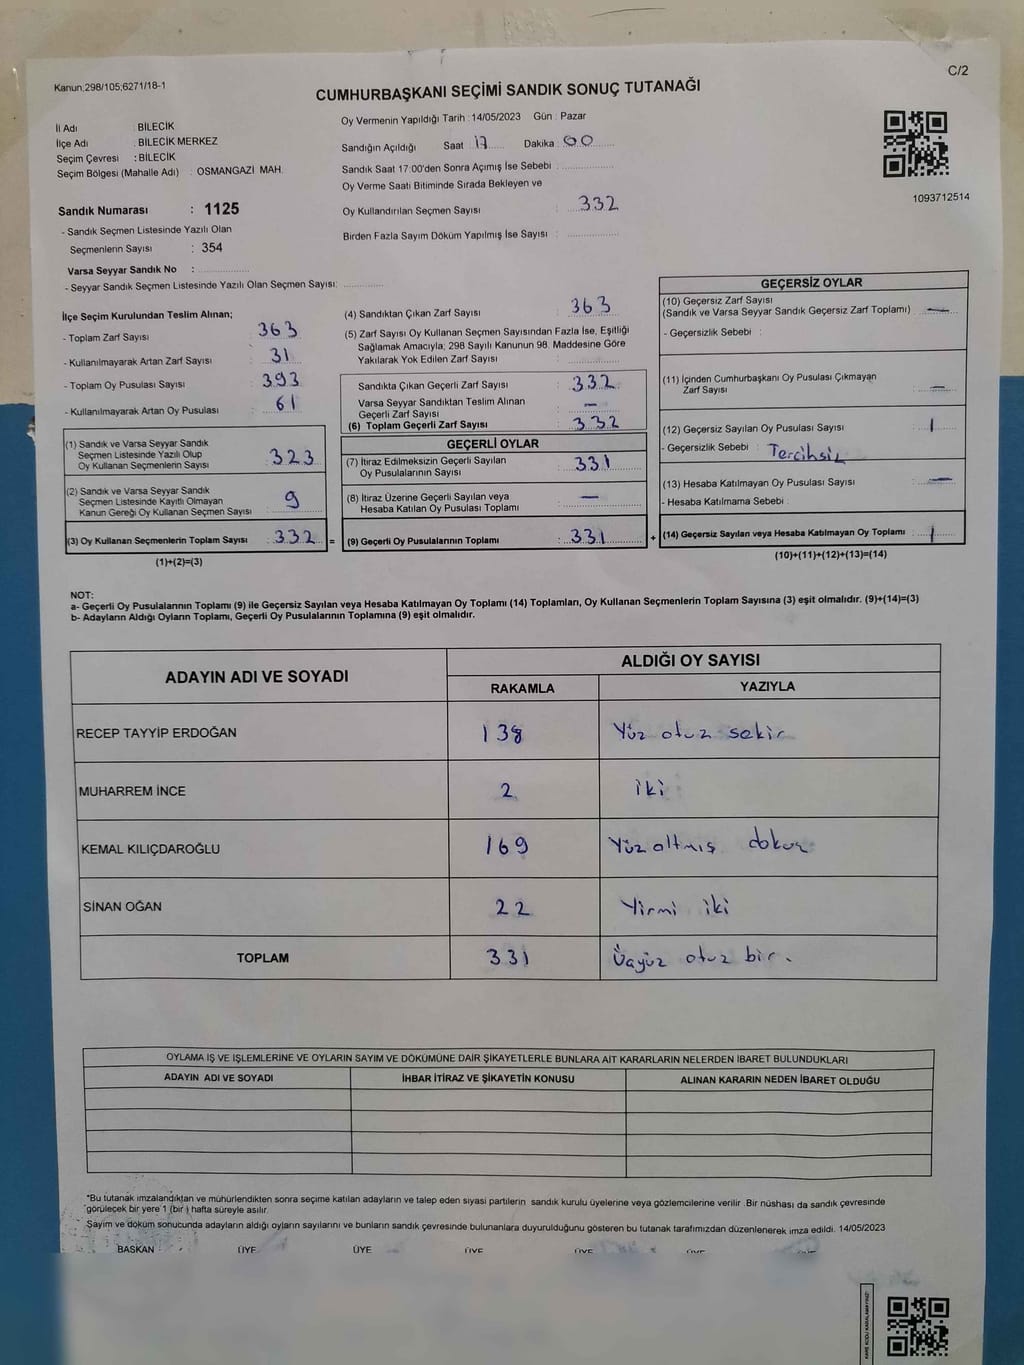 Kanun;298/105;6271/18-1
C/2
CUMHURBAŞKANI SEÇİMİ SANDIK SONUÇ TUTANAĞI
İl Adı : BİLECİK
İlçe Adı : BİLECİK MERKEZ
Seçim Çevresi : BİLECİK
Seçim Bölgesi (Mahalle Adı) : OSMANGAZİ MAH.
Sandık Numarası : 1125
- Sandık Seçmen Listesinde Yazılı Olan
Seçmenlerin Sayısı : 354
Varsa Seyyar Sandık No :
- Seyyar Sandık Seçmen Listesinde Yazılı Olan Seçmen Sayısı:
Oy Vermenin Yapıldığı Tarih : 14/05/2023 Gün : Pazar
Sandığın Açıldığı Saat 17 Dakika 00
Sandık Saat 17:00'den Sonra Açımış İse Sebebi :
Oy Verme Saati Bitiminde Sırada Bekleyen ve
Oy Kullandırılan Seçmen Sayısı : 332
Birden Fazla Sayım Döküm Yapılmış İse Sayısı :
1093712514
İlçe Seçim Kurulundan Teslim Alınan;
- Toplam Zarf Sayısı : 363
- Kullanılmayarak Artan Zarf Sayısı : 31
- Toplam Oy Pusulası Sayısı : 393
- Kullanılmayarak Artan Oy Pusulası : 61
(1) Sandık ve Varsa Seyyar Sandık
Seçmen Listesinde Yazılı Olup
Oy Kullanan Seçmenlerin Sayısı : 323
(2) Sandık ve Varsa Seyyar Sandık
Seçmen Listesinde Kayıtlı Olmayan
Kanun Gereği Oy Kullanan Seçmen Sayısı : 9
(3) Oy Kullanan Seçmenlerin Toplam Sayısı : 332 =
(1)+(2)=(3)
(4) Sandıktan Çıkan Zarf Sayısı : 363
(5) Zarf Sayısı Oy Kullanan Seçmen Sayısından Fazla İse, Eşitliği
Sağlamak Amacıyla; 298 Sayılı Kanunun 98. Maddesine Göre
Yakılarak Yok Edilen Zarf Sayısı :
Sandıkta Çıkan Geçerli Zarf Sayısı : 332
Varsa Seyyar Sandıktan Teslim Alınan
Geçerli Zarf Sayısı : —
(6) Toplam Geçerli Zarf Sayısı : 332
GEÇERLİ OYLAR
(7) İtiraz Edilmeksizin Geçerli Sayılan
Oy Pusulalarının Sayısı : 331
(8) İtiraz Üzerine Geçerli Sayılan veya
Hesaba Katılan Oy Pusulası Toplamı : —
(9) Geçerli Oy Pusulalarının Toplamı : 331 +
GEÇERSİZ OYLAR
(10) Geçersiz Zarf Sayısı
(Sandık ve Varsa Seyyar Sandık Geçersiz Zarf Toplamı) : —
- Geçersizlik Sebebi :
(11) İçinden Cumhurbaşkanı Oy Pusulası Çıkmayan
Zarf Sayısı : —
(12) Geçersiz Sayılan Oy Pusulası Sayısı : 1
- Geçersizlik Sebebi : Tercihsiz
(13) Hesaba Katılmayan Oy Pusulası Sayısı : —
- Hesaba Katılmama Sebebi :
(14) Geçersiz Sayılan veya Hesaba Katılmayan Oy Toplamı : 1
(10)+(11)+(12)+(13)=(14)
NOT:
a- Geçerli Oy Pusulalarının Toplamı (9) ile Geçersiz Sayılan veya Hesaba Katılmayan Oy Toplamı (14) Toplamları, Oy Kullanan Seçmenlerin Toplam Sayısına (3) eşit olmalıdır. (9)+(14)=(3)
b- Adayların Aldığı Oyların Toplamı, Geçerli Oy Pusulalarının Toplamına (9) eşit olmalıdır.
ADAYIN ADI VE SOYADI ALDIĞI OY SAYISI
RAKAMLA YAZIYLA
RECEP TAYYİP ERDOĞAN 138 Yüz otuz sekiz
MUHARREM İNCE 2 iki
KEMAL KILIÇDAROĞLU 169 Yüz altmış dokuz
SİNAN OĞAN 22 Yirmi iki
TOPLAM 331 Üçyüz otuz bir.
OYLAMA İŞ VE İŞLEMLERİNE VE OYLARIN SAYIM VE DÖKÜMÜNE DAİR ŞİKAYETLERLE BUNLARA AİT KARARLARIN NELERDEN İBARET BULUNDUKLARI
ADAYIN ADI VE SOYADI İHBAR İTİRAZ VE ŞİKAYETİN KONUSU ALINAN KARARIN NEDEN İBARET OLDUĞU
*Bu tutanak imzalandıktan ve mühürlendikten sonra seçime katılan adayların ve talep eden siyasi partilerin sandık kurulu üyelerine veya gözlemcilerine verilir. Bir nüshası da sandık çevresinde
görülecek bir yere 1 (bir) hafta süreyle asılır.
Sayım ve döküm sonucunda adayların aldığı oyların sayılarını ve bunların sandık çevresinde bulunanlara duyurulduğunu gösteren bu tutanak tarafımızdan düzenlenerek imza edildi. 14/05/2023
BAŞKAN ÜYE ÜYE ÜYE ÜYE ÜYE